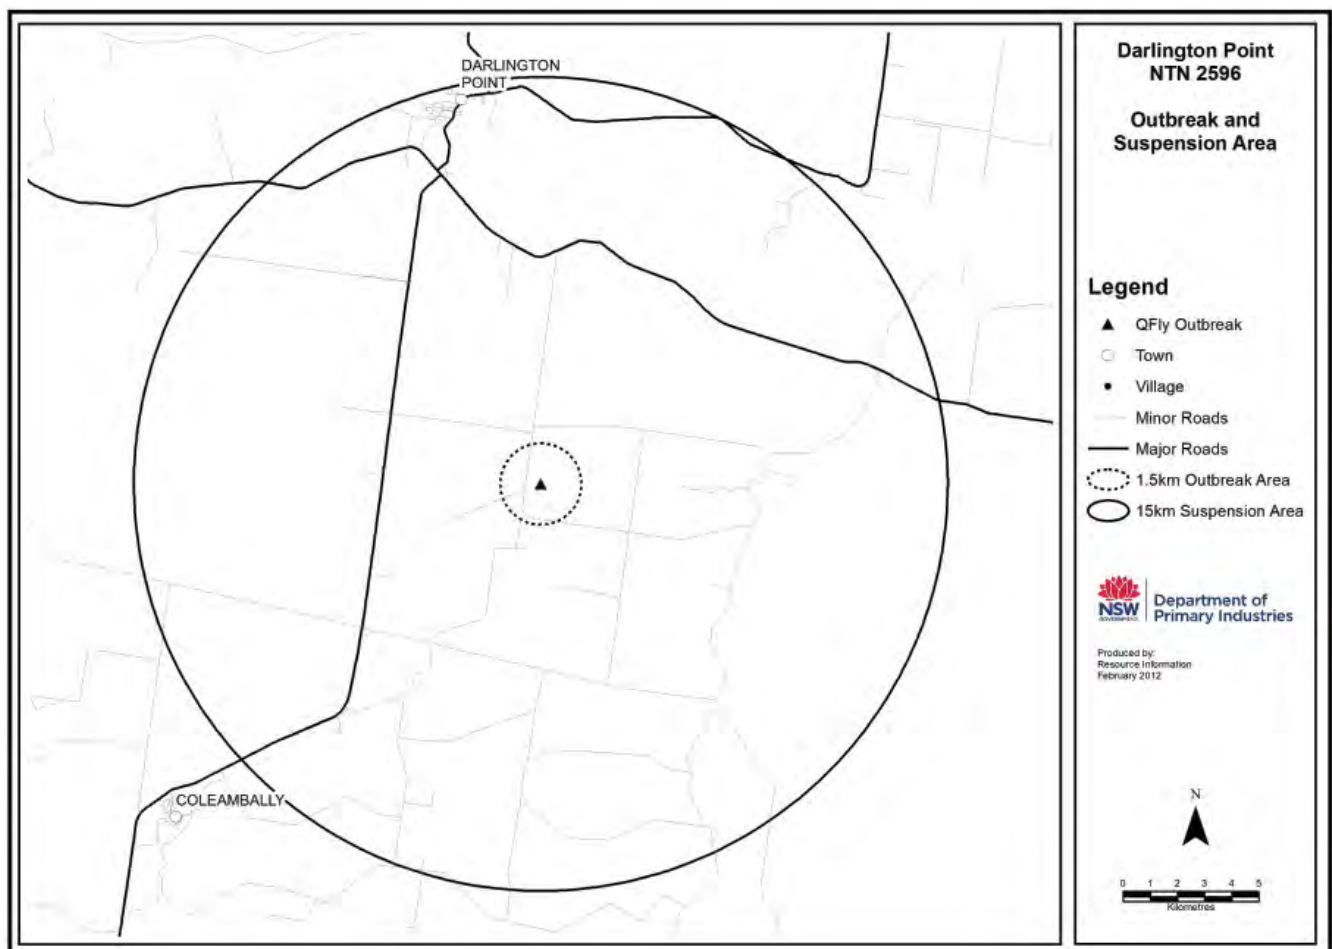 DARLINGTON
POINT
COLEAMBALLY
Darlington Point
NTN 2596
Outbreak and
Suspension Area
Legend
QFly Outbreak
Town
Village
Minor Roads
Major Roads
1.5km Outbreak Area
15km Suspension Area
NSW
GOVERNMENT
Department of
Primary Industries
Produced by:
Resource Information
February 2012
N
0 1 2 3 4 5
Kilometres